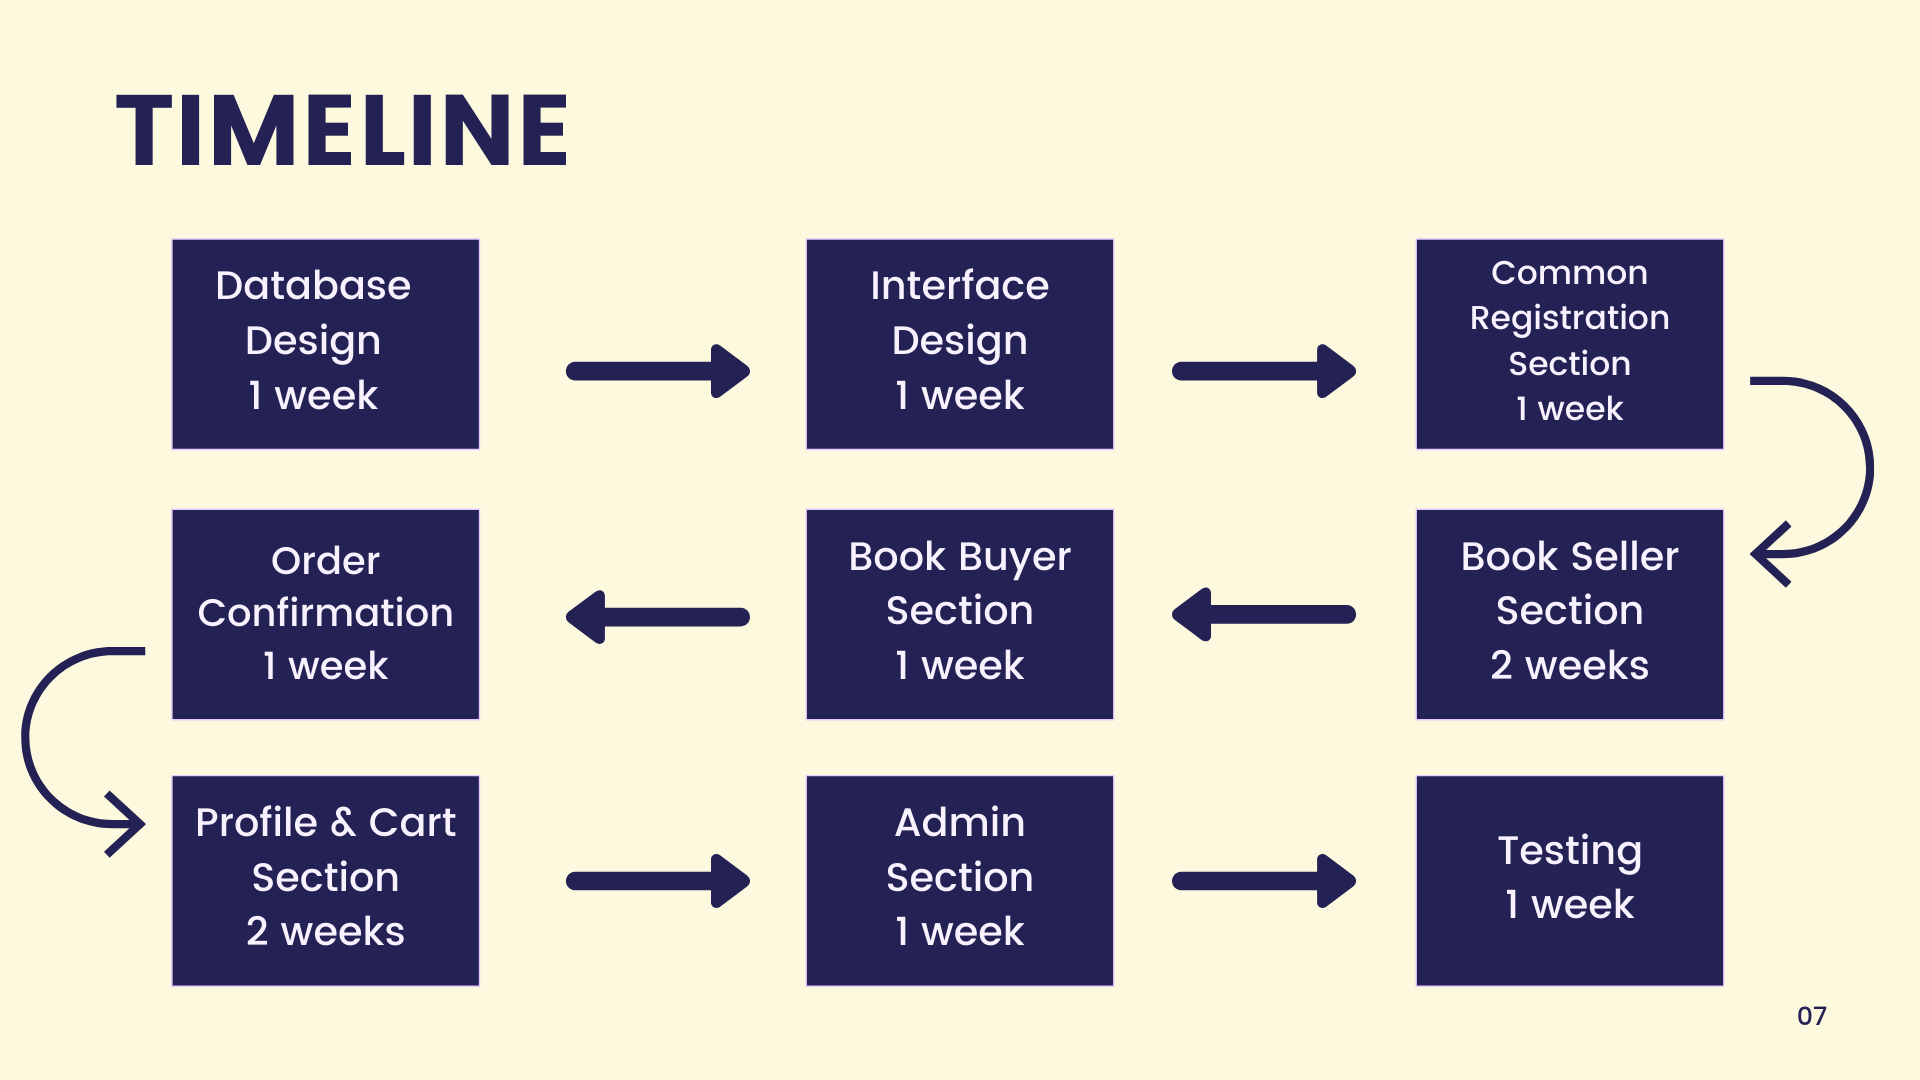 TIMELINE
Database
Design
1 week
Interface
Design
1 week
Common
Registration
Section
1 week
Order
Confirmation
1 week
Book Buyer
Section
1 week
Book Seller
Section
2 weeks
Profile & Cart
Section
2 weeks
Admin
Section
1 week
Testing
1 week
07